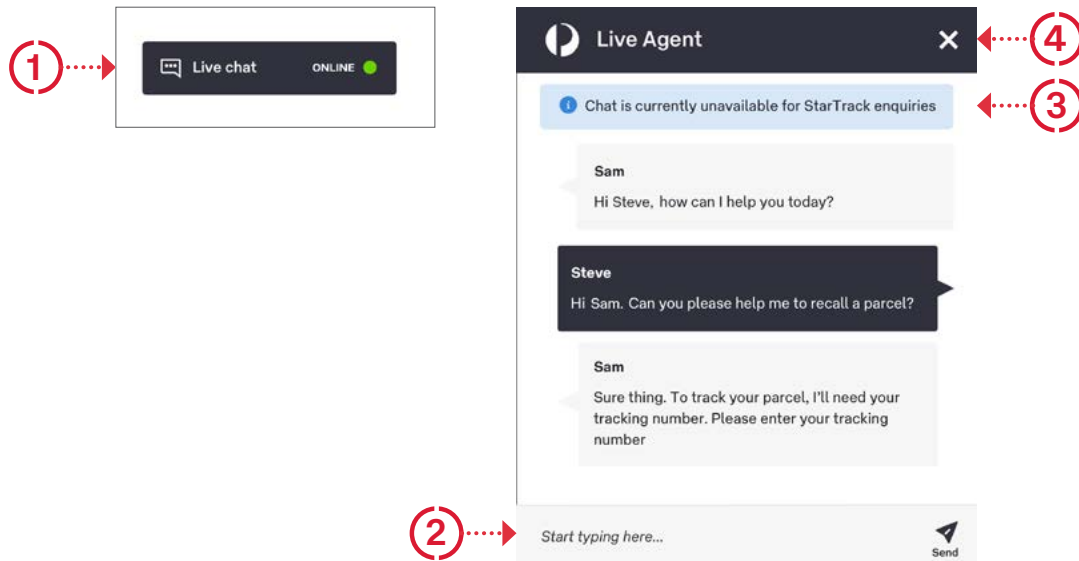 1
Live chat ONLINE
Live Agent
4
Chat is currently unavailable for StarTrack enquiries
3
Sam
Hi Steve, how can I help you today?
Steve
Hi Sam. Can you please help me to recall a parcel?
Sam
Sure thing. To track your parcel, I'll need your
tracking number. Please enter your tracking
number
2
Start typing here...
Send